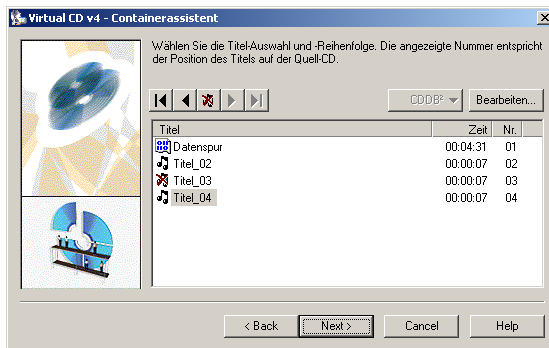 Virtual CD v4 - Containerassistent
Wählen Sie die Titel-Auswahl und -Reihenfolge. Die angezeigte Nummer entspricht
der Position des Titels auf der Quell-CD.
CDDB² Bearbeiten...
Titel Zeit Nr.
Datenspur 00:04:31 01
Titel_02 00:00:07 02
Titel_03 00:00:07 03
Titel_04 00:00:07 04
< Back Next > Cancel Help